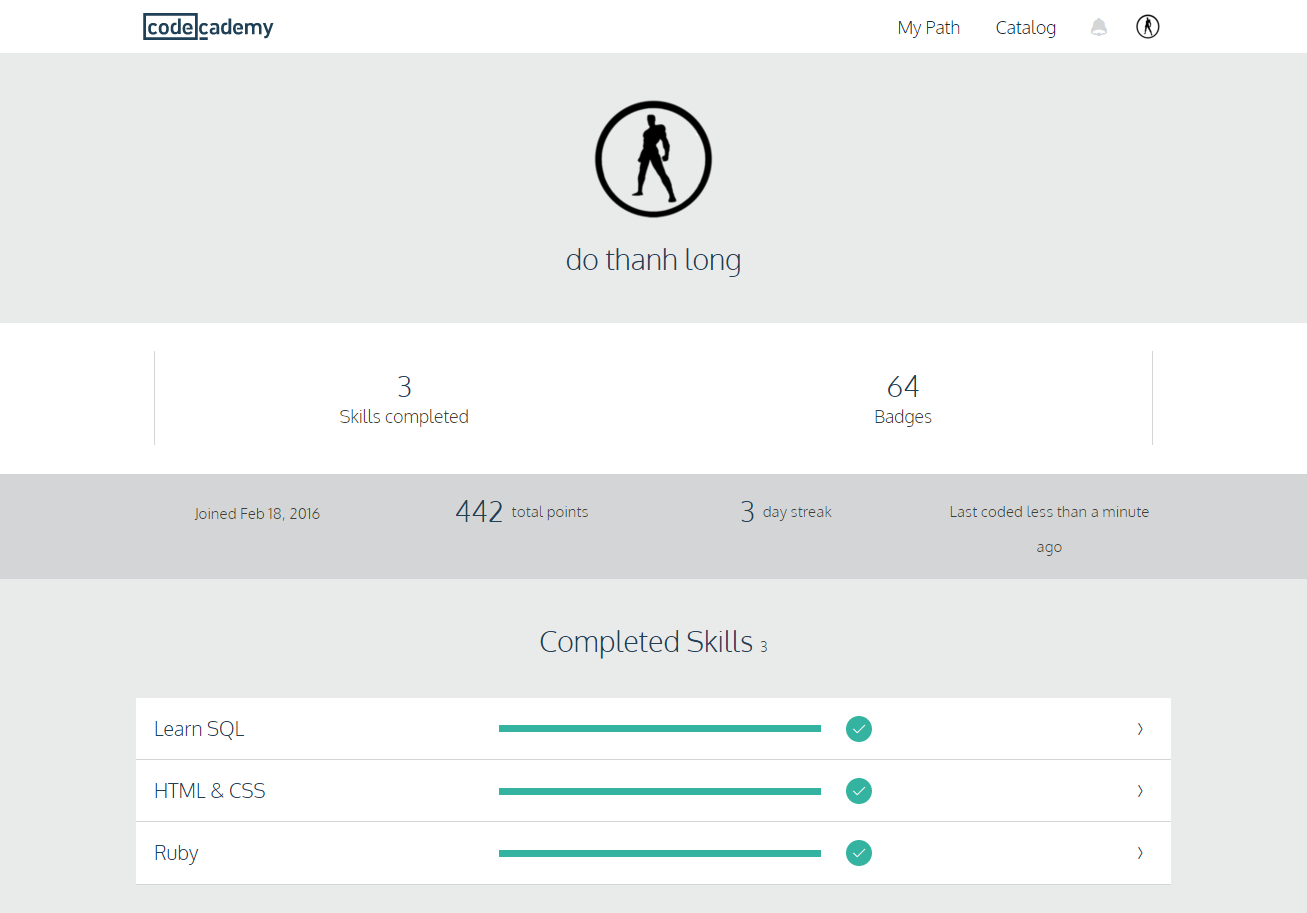 codecademy
My Path
Catalog
do thanh long
3
Skills completed
64
Badges
Joined Feb 18, 2016
442 total points
3 day streak
Last coded less than a minute
ago
Completed Skills 3
Learn SQL
HTML & CSS
Ruby